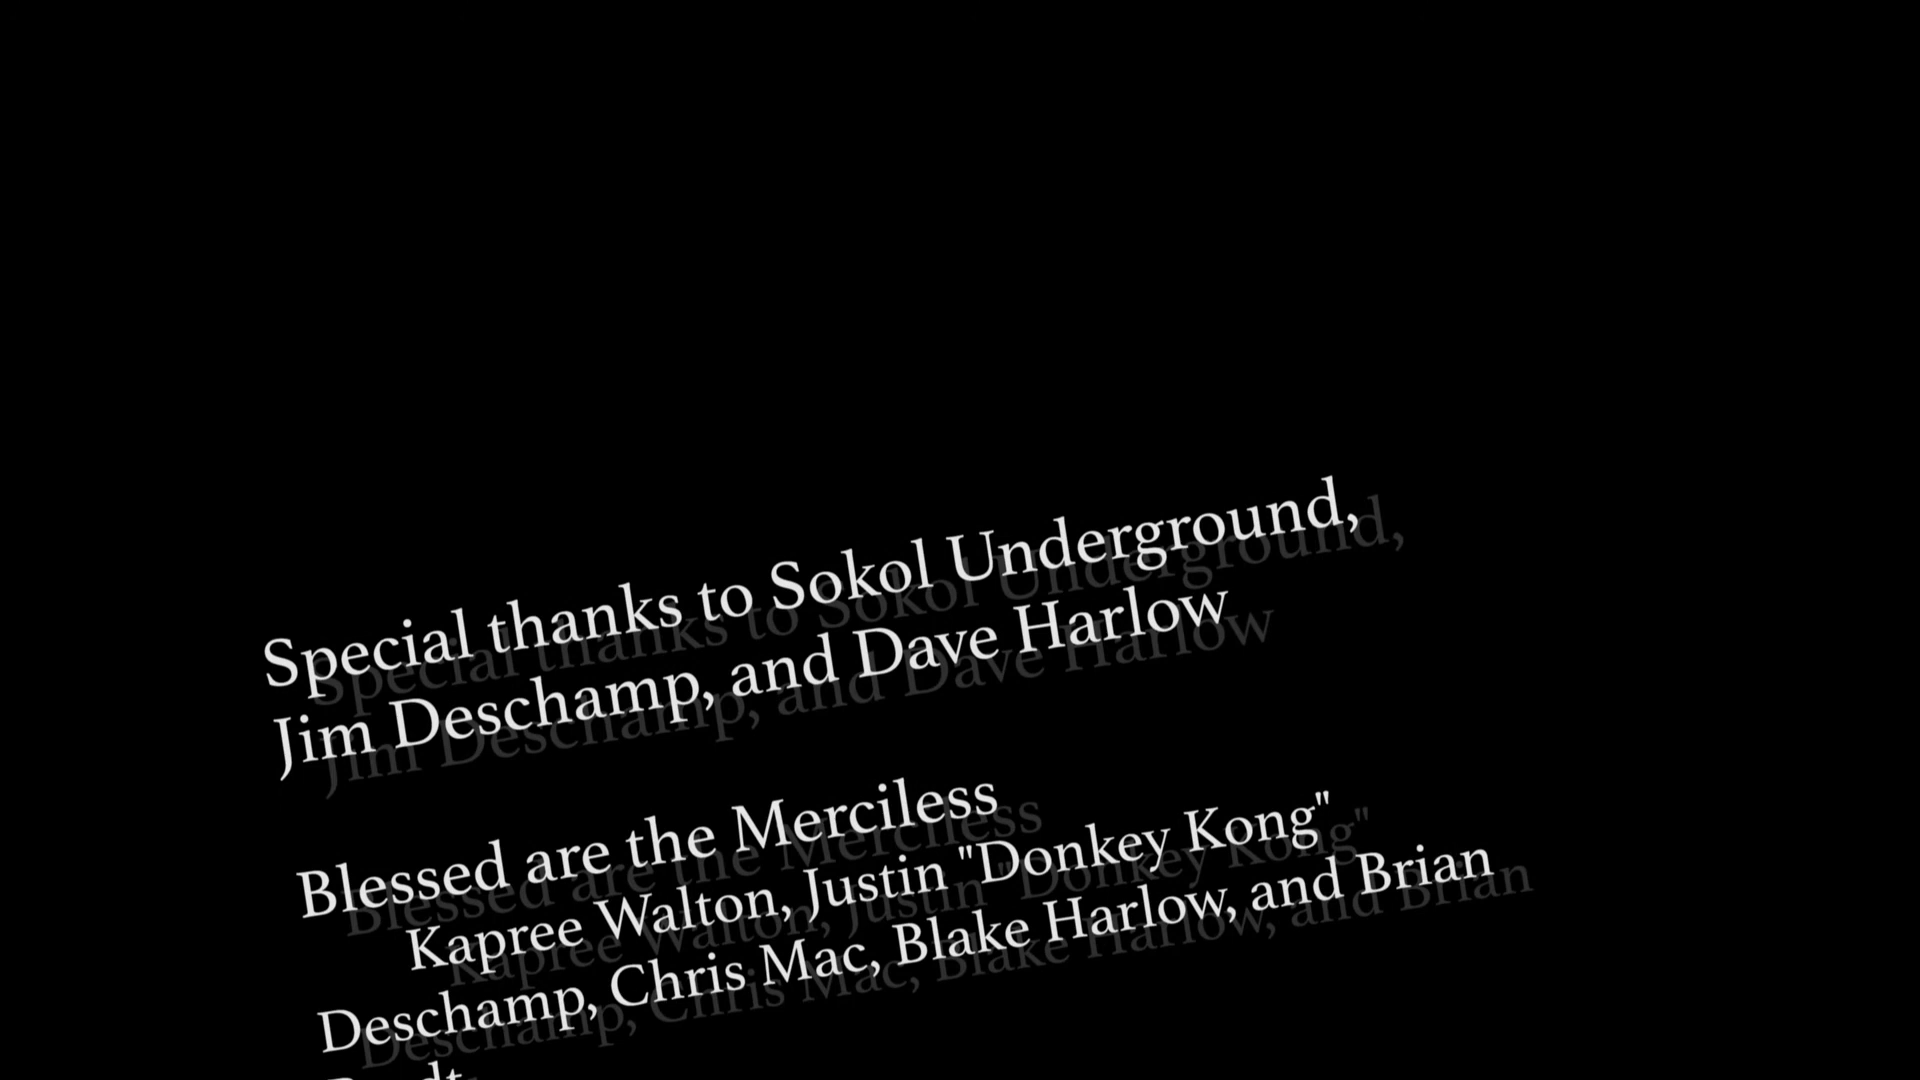 Special thanks to Sokol Underground,
Jim Deschamp, and Dave Harlow
Blessed are the Merciless
Kapree Walton, Justin "Donkey Kong"
Deschamp, Chris Mac, Blake Harlow, and Brian